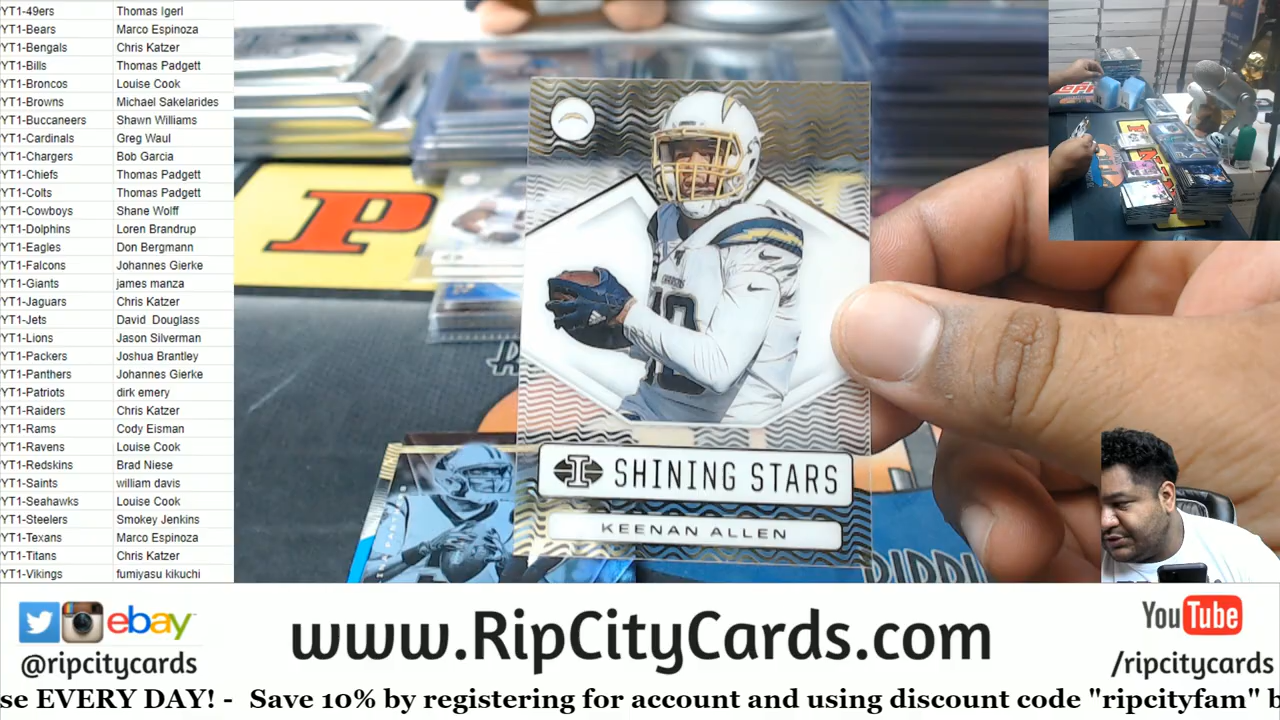 YT1-49ers Thomas Igerl
YT1-Bears Marco Espinoza
YT1-Bengals Chris Katzer
YT1-Bills Thomas Padgett
YT1-Broncos Louise Cook
YT1-Browns Michael Sakelarides
YT1-Buccaneers Shawn Williams
YT1-Cardinals Greg Waul
YT1-Chargers Bob Garcia
YT1-Chiefs Thomas Padgett
YT1-Colts Thomas Padgett
YT1-Cowboys Shane Wolff
YT1-Dolphins Loren Brandrup
YT1-Eagles Don Bergmann
YT1-Falcons Johannes Gierke
YT1-Giants james manza
YT1-Jaguars Chris Katzer
YT1-Jets David Douglass
YT1-Lions Jason Silverman
YT1-Packers Joshua Brantley
YT1-Panthers Johannes Gierke
YT1-Patriots dirk emery
YT1-Raiders Chris Katzer
YT1-Rams Cody Eisman
YT1-Ravens Louise Cook
YT1-Redskins Brad Niese
YT1-Saints william davis
YT1-Seahawks Louise Cook
YT1-Steelers Smokey Jenkins
YT1-Texans Marco Espinoza
YT1-Titans Chris Katzer
YT1-Vikings fumiyasu kikuchi
P
I SHINING STARS
KEENAN ALLEN
ebay
@ripcitycards
www.RipCityCards.com
YouTube
/ripcitycards
se EVERY DAY! - Save 10% by registering for account and using discount code "ripcityfam" b